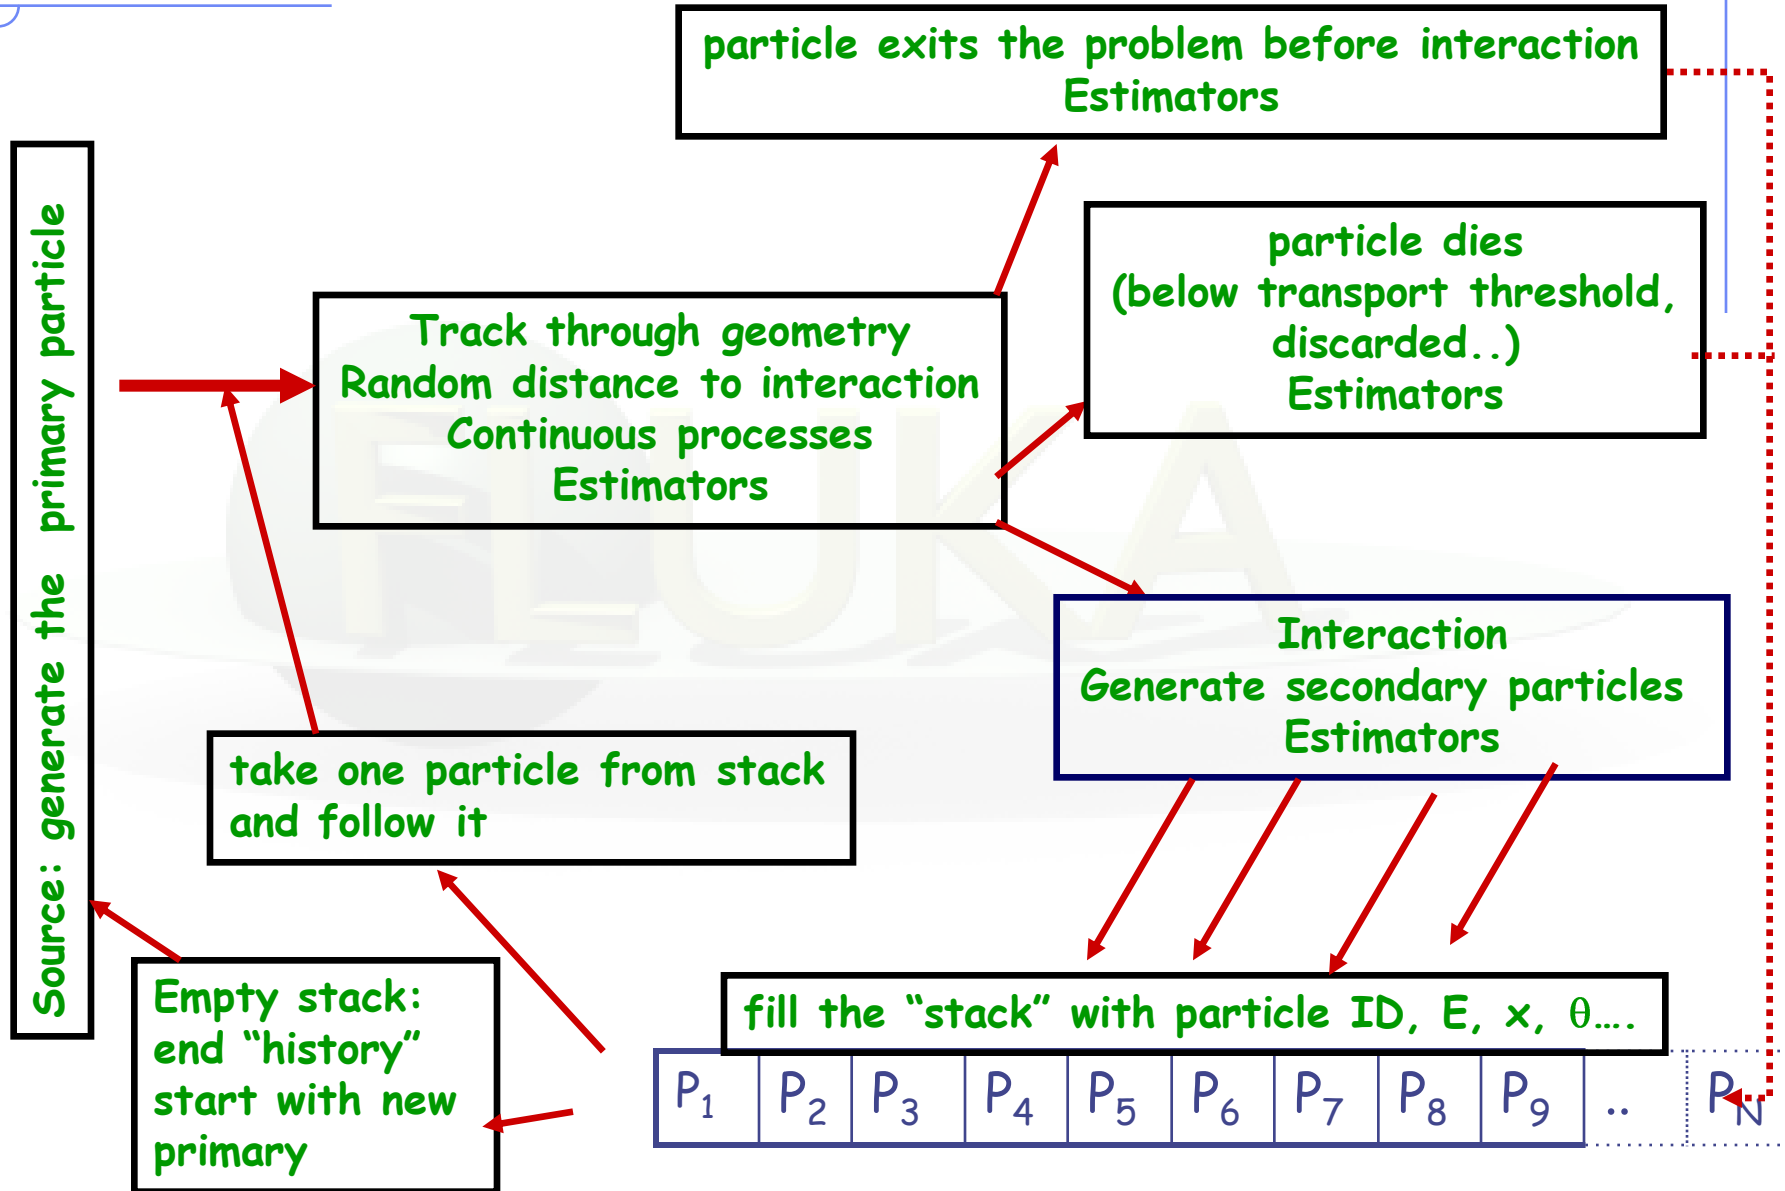 particle exits the problem before interaction
Estimators
Source: generate the primary particle
particle dies
(below transport threshold,
discarded..)
Estimators
Track through geometry
Random distance to interaction
Continuous processes
Estimators
FLUKA
Interaction
Generate secondary particles
Estimators
take one particle from stack
and follow it
Empty stack:
end “history”
start with new
primary
fill the “stack” with particle ID, E, x, θ….
P1 P2 P3 P4 P5 P6 P7 P8 P9 .. PN